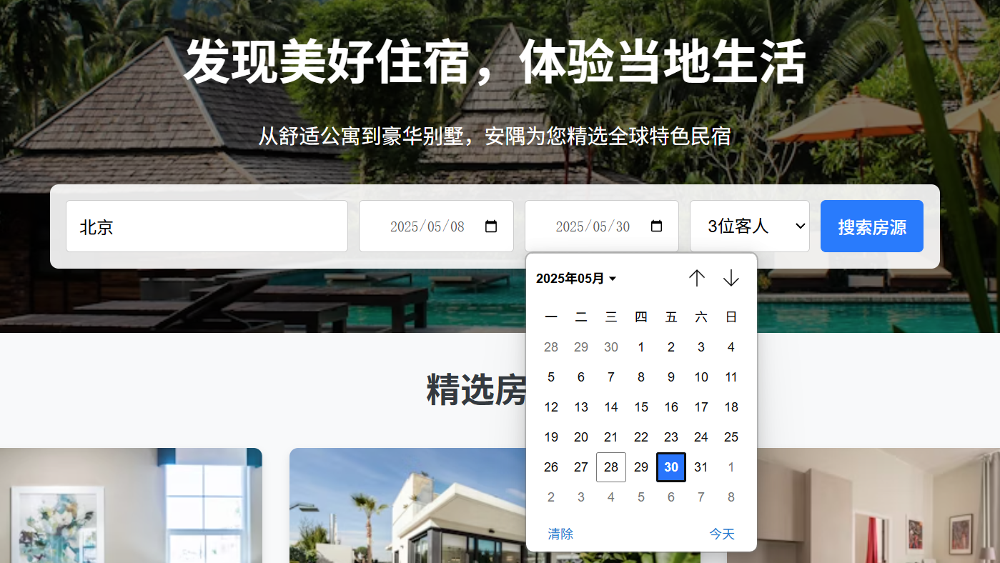 发现美好住宿，体验当地生活
从舒适公寓到豪华别墅，安隅为您精选全球特色民宿
北京 2025/05/08 2025/05/30 3位客人 搜索房源
2025年05月
一 二 三 四 五 六 日
28 29 30 1 2 3 4
5 6 7 8 9 10 11
12 13 14 15 16 17 18
19 20 21 22 23 24 25
26 27 28 29 30 31 1
2 3 4 5 6 7 8
清除 今天
精选房